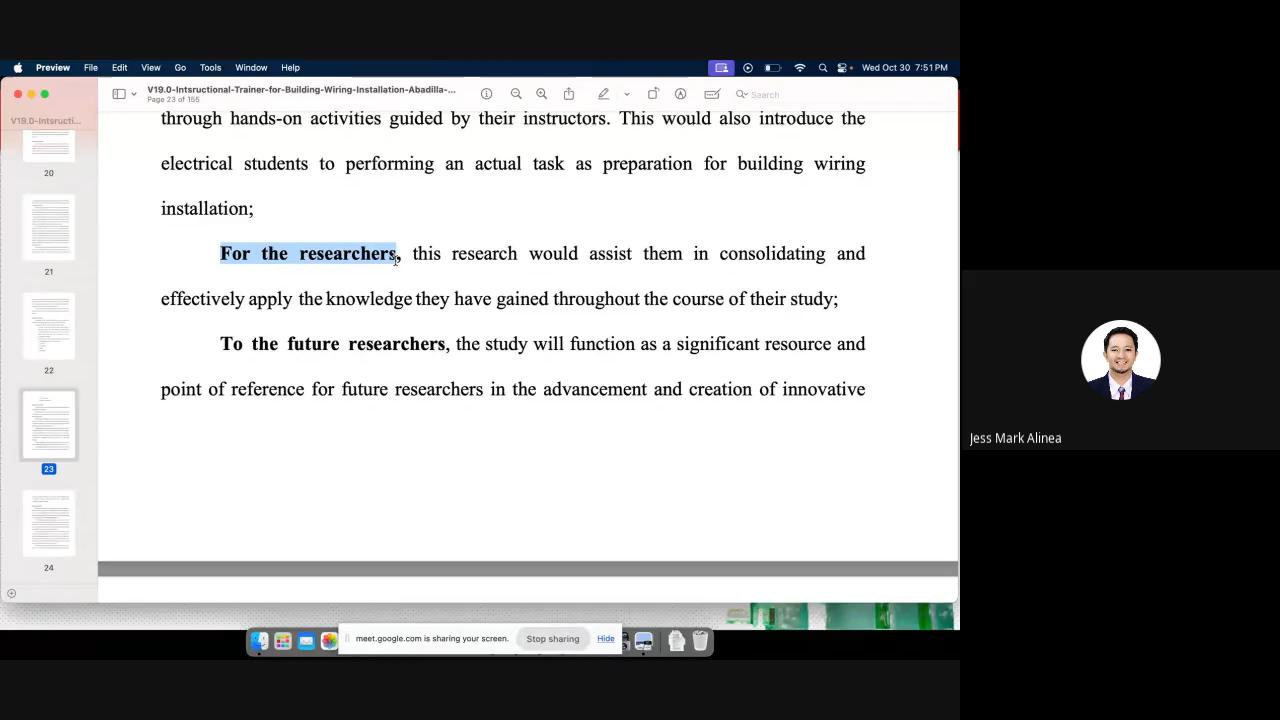 Preview File Edit View Go Tools Window Help Wed Oct 30 7:51 PM
V19.0-Intsructional-Trainer-for-Building-Wiring-Installation-Abadilla-...
Page 23 of 155
Search
V19.0-Intsructi...
20
21
22
23
24
through hands-on activities guided by their instructors. This would also introduce the
electrical students to performing an actual task as preparation for building wiring
installation;
For the researchers, this research would assist them in consolidating and
effectively apply the knowledge they have gained throughout the course of their study;
To the future researchers, the study will function as a significant resource and
point of reference for future researchers in the advancement and creation of innovative
meet.google.com is sharing your screen. Stop sharing Hide
Jess Mark Alinea